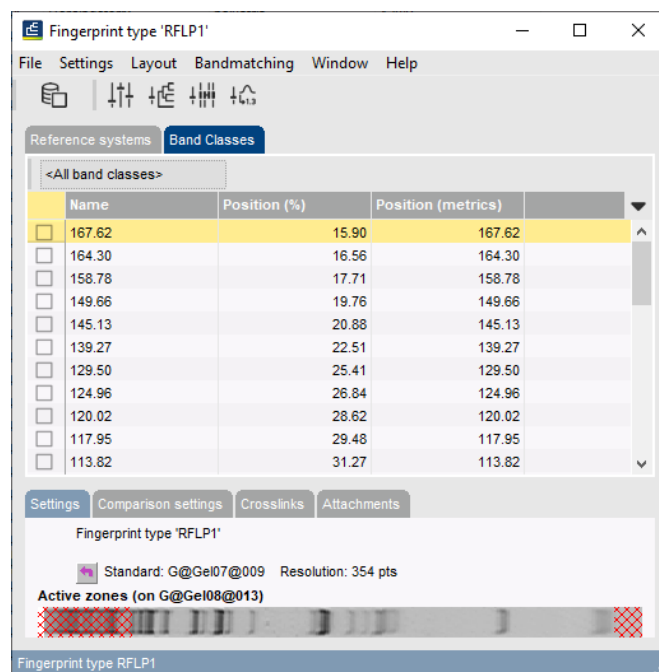 Fingerprint type 'RFLP1'
File Settings Layout Bandmatching Window Help
Reference systems Band Classes
<All band classes>
Name Position (%) Position (metrics)
167.62 15.90 167.62
164.30 16.56 164.30
158.78 17.71 158.78
149.66 19.76 149.66
145.13 20.88 145.13
139.27 22.51 139.27
129.50 25.41 129.50
124.96 26.84 124.96
120.02 28.62 120.02
117.95 29.48 117.95
113.82 31.27 113.82
Settings Comparison settings Crosslinks Attachments
Fingerprint type 'RFLP1'
Standard: G@Gel07@009 Resolution: 354 pts
Active zones (on G@Gel08@013)
Fingerprint type RFLP1